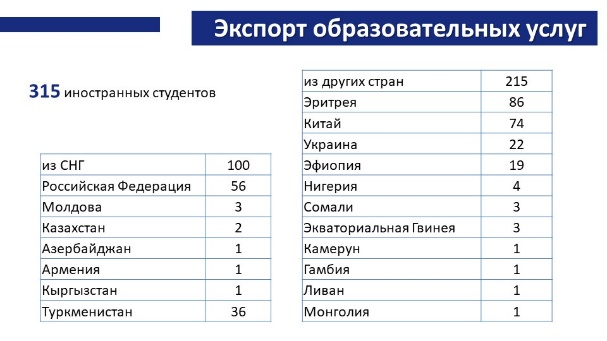 Экспорт образовательных услуг
315 иностранных студентов
из СНГ 100
Российская Федерация 56
Молдова 3
Казахстан 2
Азербайджан 1
Армения 1
Кыргызстан 1
Туркменистан 36
из других стран 215
Эритрея 86
Китай 74
Украина 22
Эфиопия 19
Нигерия 4
Сомали 3
Экваториальная Гвинея 3
Камерун 1
Гамбия 1
Ливан 1
Монголия 1